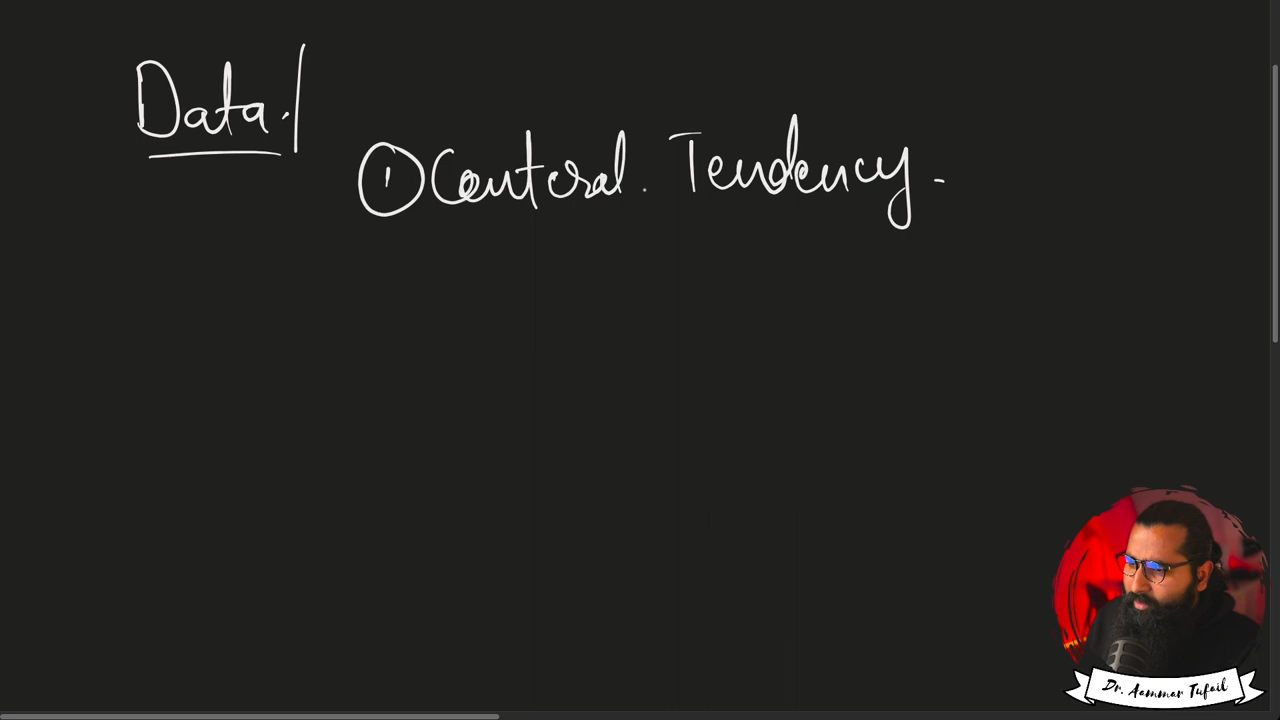 Data.
① Centeral. Tendency.
Dr. Aammar Tufail